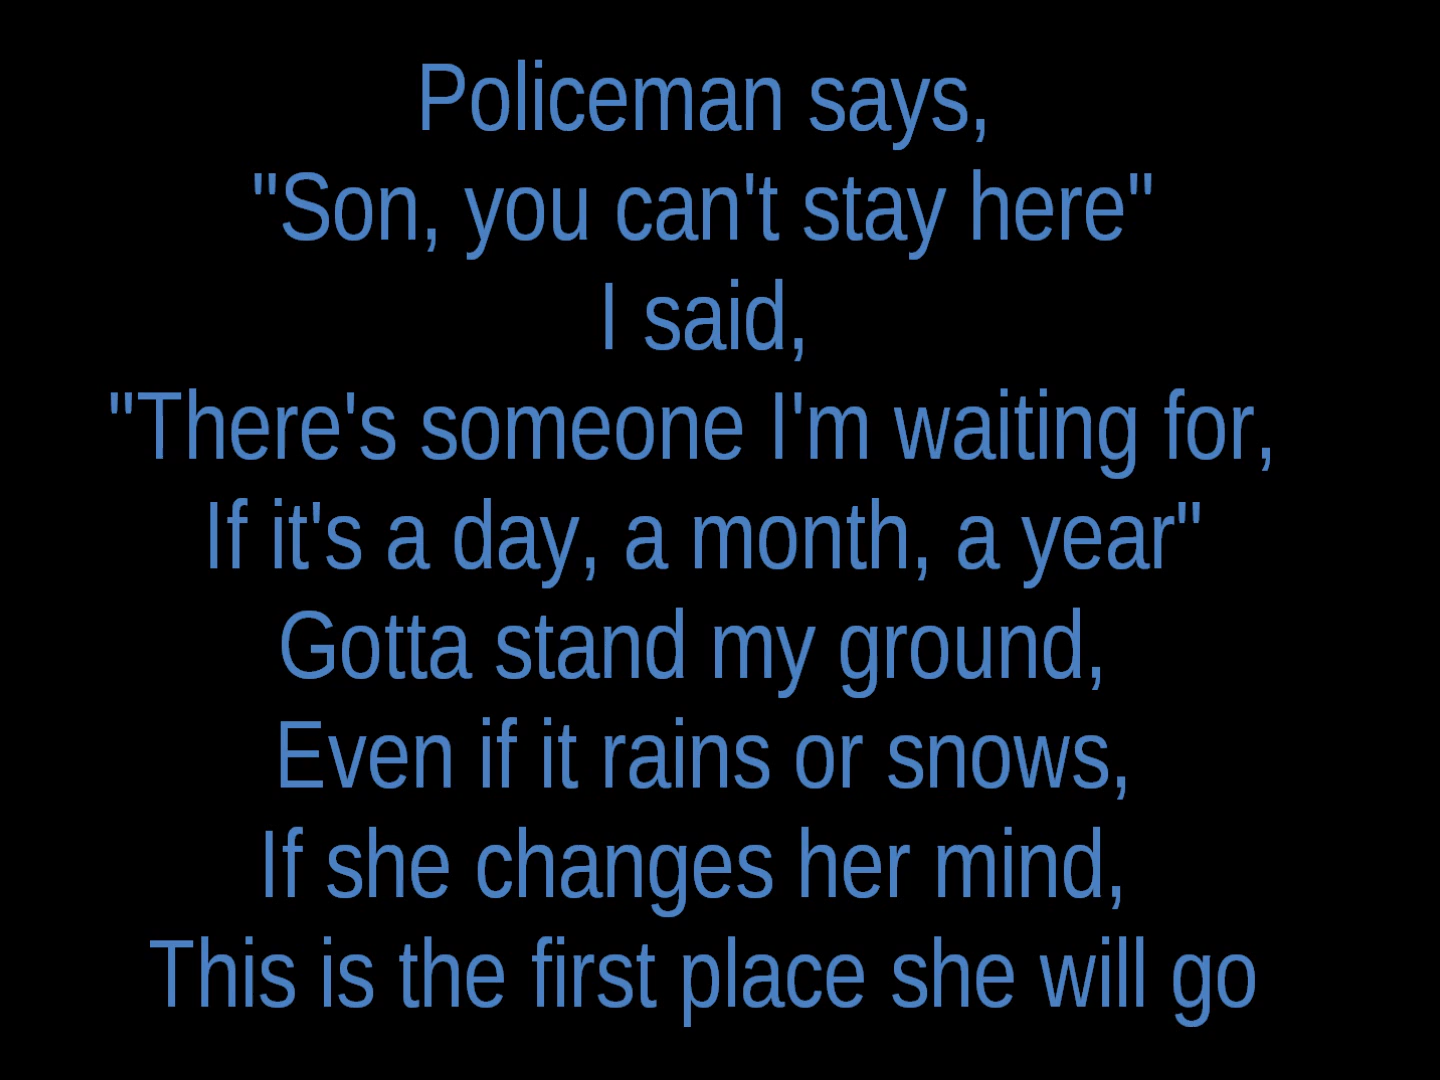 Policeman says,
"Son, you can't stay here"
I said,
"There's someone I'm waiting for,
If it's a day, a month, a year"
Gotta stand my ground,
Even if it rains or snows,
If she changes her mind,
This is the first place she will go